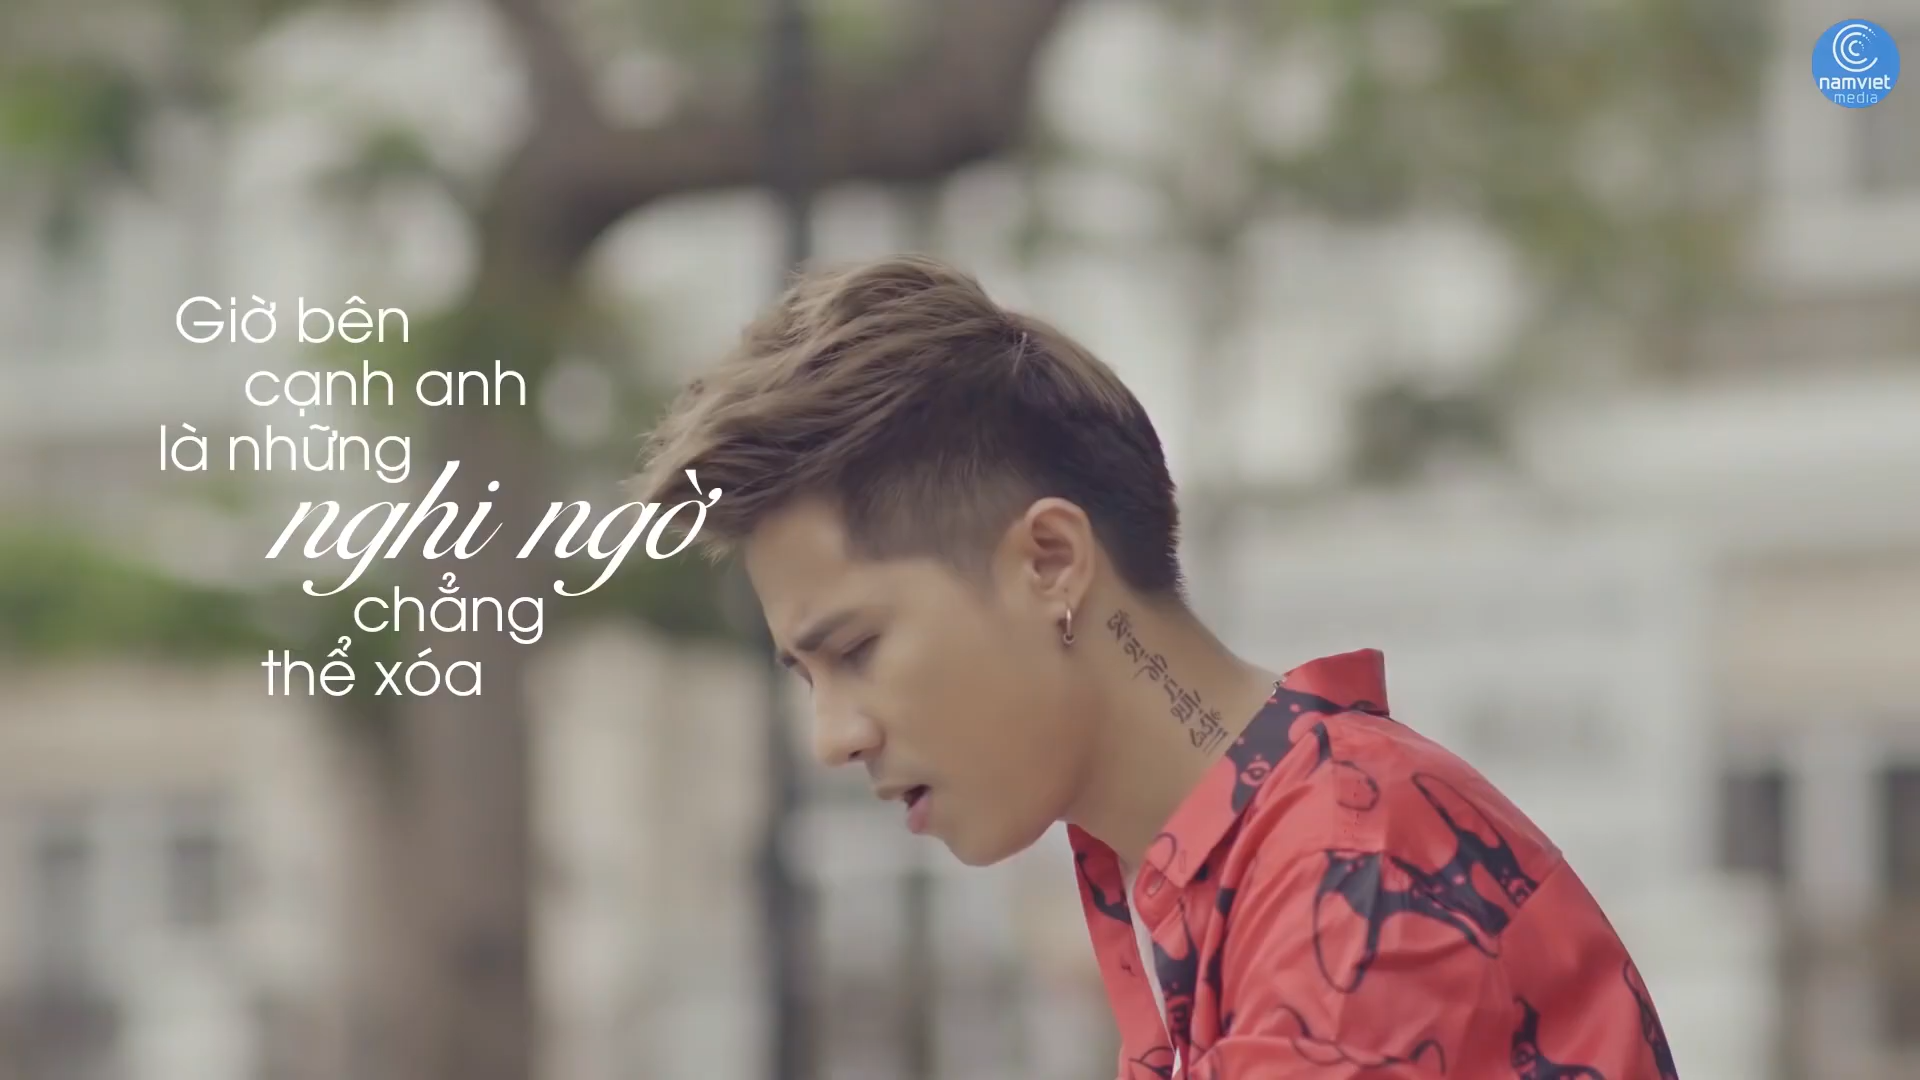 Giờ bên
cạnh anh
là những
nghi ngờ
chẳng
thể xóa
namviet
media